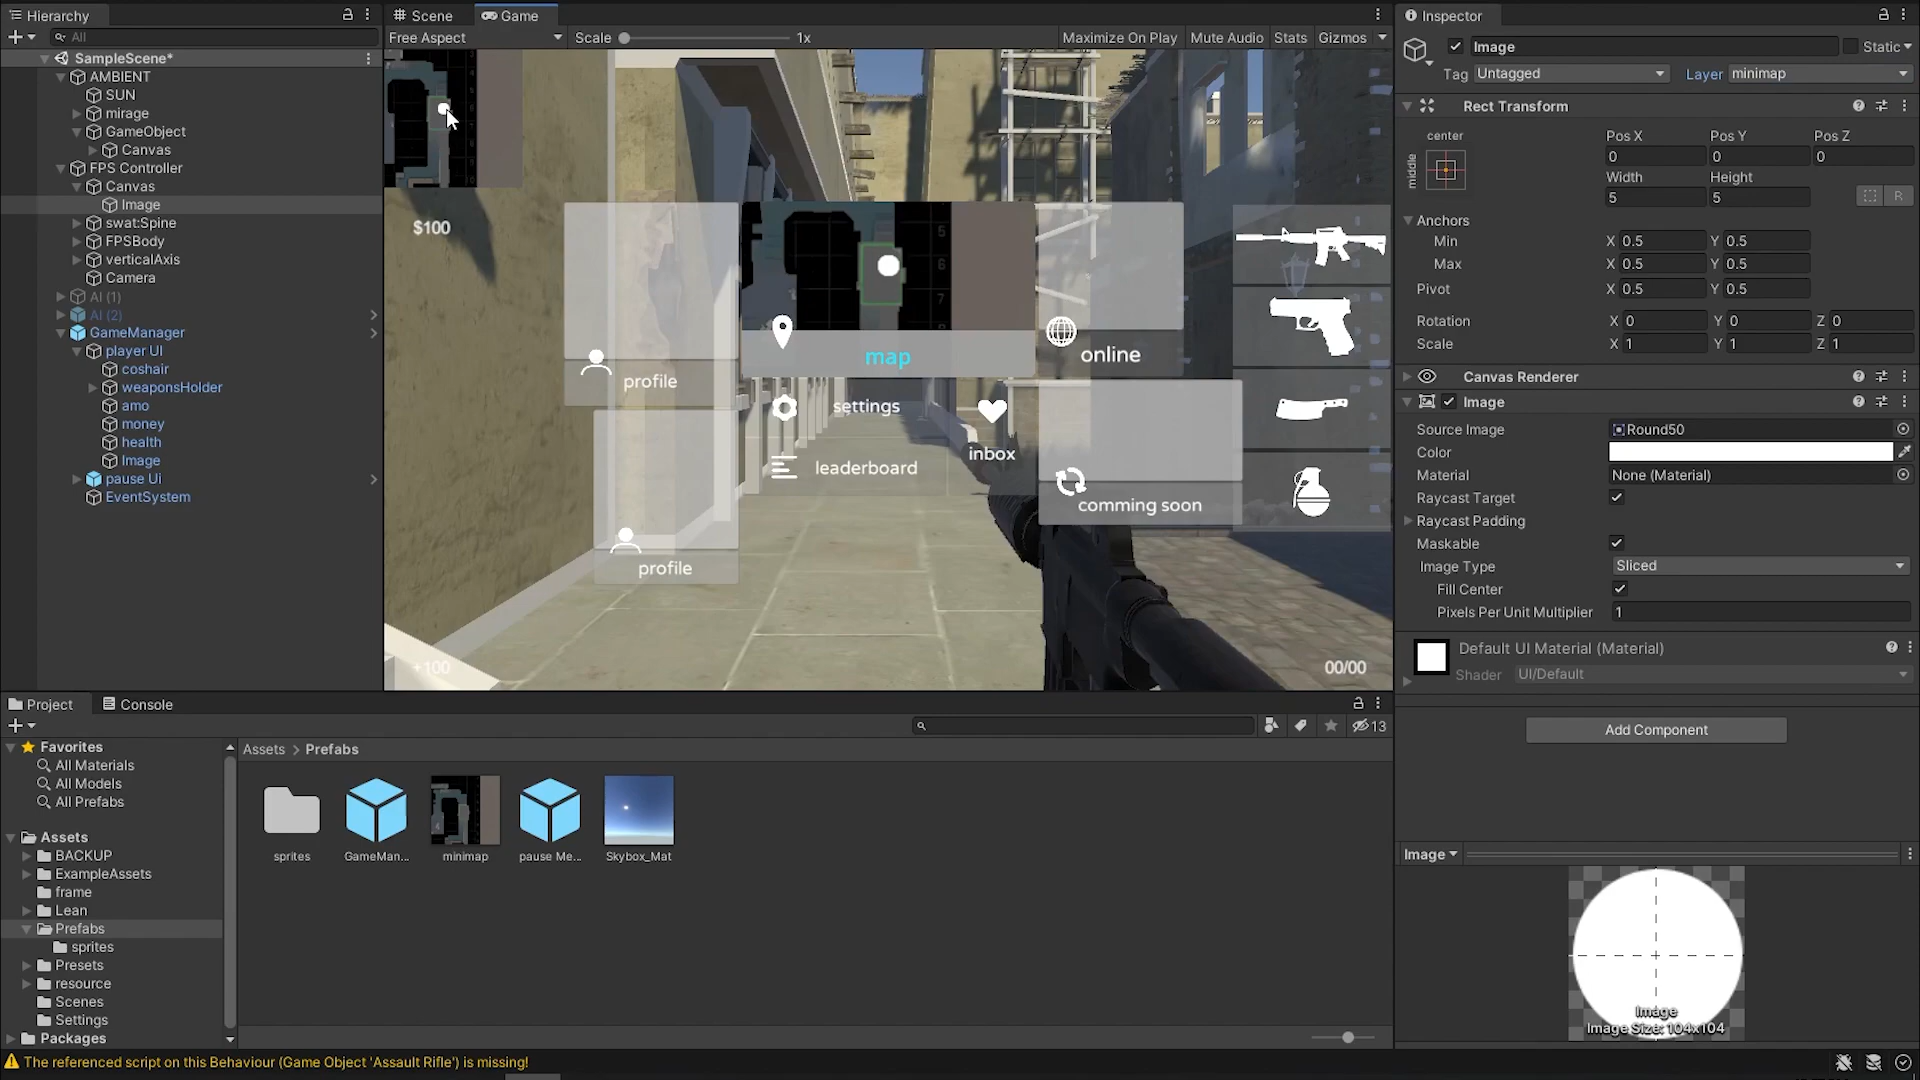 Hierarchy
All
SampleScene*
AMBIENT
SUN
mirage
GameObject
Canvas
FPS Controller
Canvas
Image
swat:Spine
FPSBody
verticalAxis
Camera
AI (1)
AI (2)
GameManager
player UI
coshair
weaponsHolder
amo
money
health
Image
pause Ui
EventSystem
Scene
Game
Free Aspect
Scale
1x
Maximize On Play
Mute Audio
Stats
Gizmos
$100
5
6
7
profile
map
online
settings
inbox
leaderboard
comming soon
profile
+100
00/00
Inspector
Image
Static
Tag
Untagged
Layer
minimap
Rect Transform
center
middle
Pos X
Pos Y
Pos Z
0
0
0
Width
Height
5
5
R
Anchors
Min
X 0.5
Y 0.5
Max
X 0.5
Y 0.5
Pivot
X 0.5
Y 0.5
Rotation
X 0
Y 0
Z 0
Scale
X 1
Y 1
Z 1
Canvas Renderer
Image
Source Image
Round50
Color
Material
None (Material)
Raycast Target
Raycast Padding
Maskable
Image Type
Sliced
Fill Center
Pixels Per Unit Multiplier
1
Default UI Material (Material)
Shader
UI/Default
Add Component
Image
Image
Image Size: 104x104
Project
Console
13
Favorites
All Materials
All Models
All Prefabs
Assets
BACKUP
ExampleAssets
frame
Lean
Prefabs
sprites
Presets
resource
Scenes
Settings
Packages
Assets > Prefabs
sprites
GameMan...
minimap
pause Me...
Skybox_Mat
The referenced script on this Behaviour (Game Object 'Assault Rifle') is missing!